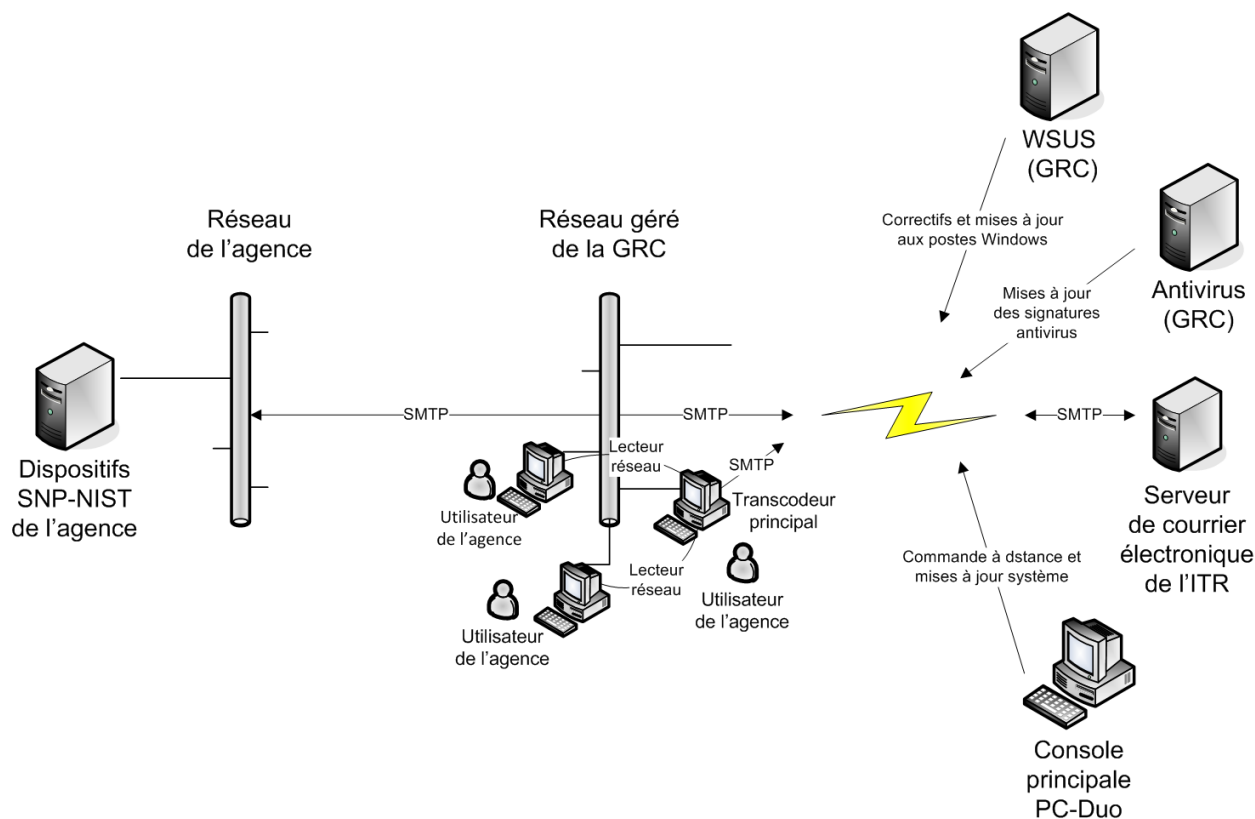 WSUS
(GRC)
Correctifs et mises à jour
aux postes Windows
Réseau
de l'agence
Réseau géré
de la GRC
Mises à jour
des signatures
antivirus
Antivirus
(GRC)
SMTP
SMTP
SMTP
Dispositifs
SNP-NIST
de l'agence
Lecteur
réseau
SMTP
Transcodeur
principal
Utilisateur
de l'agence
Serveur
de courrier
électronique
de l'ITR
Commande à dstance et
mises à jour système
Lecteur
réseau
Utilisateur
de l'agence
Utilisateur
de l'agence
Console
principale
PC-Duo